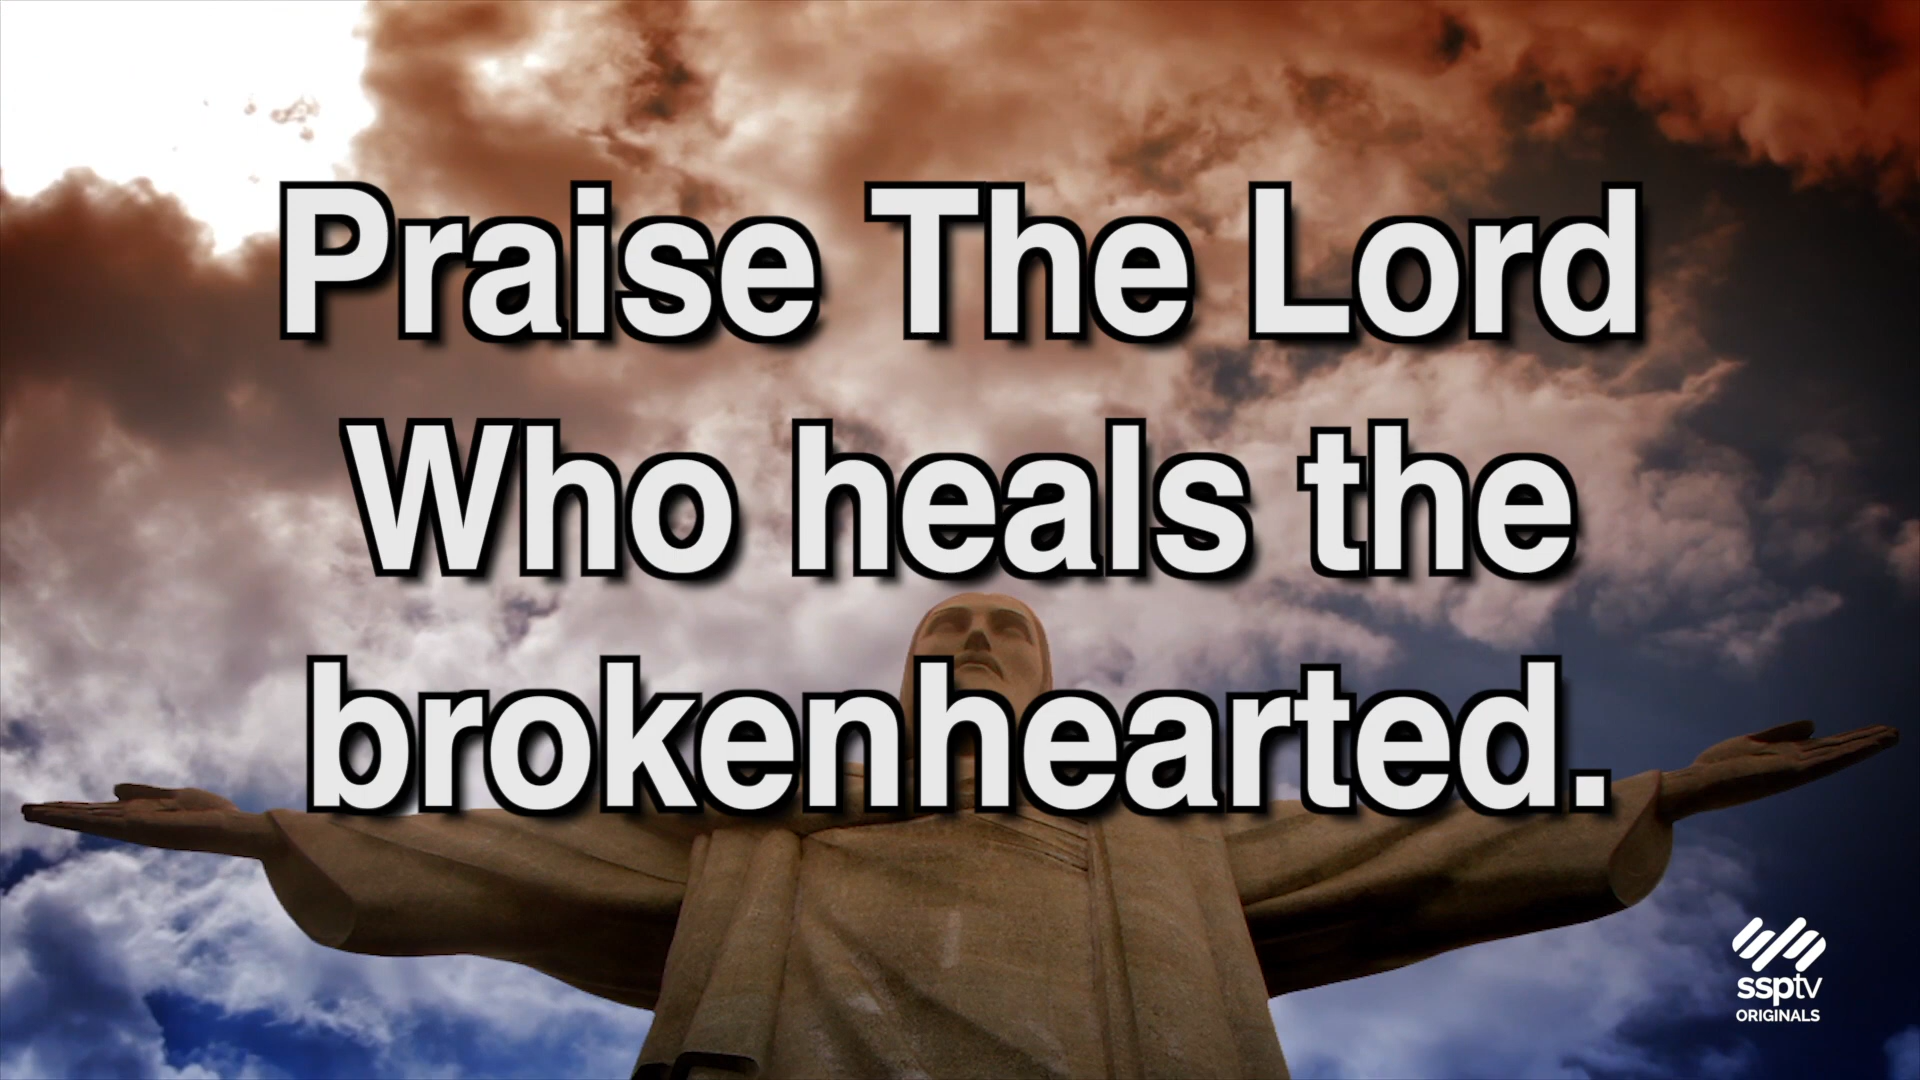 Praise The Lord
Who heals the
brokenhearted.
ssptv
ORIGINALS